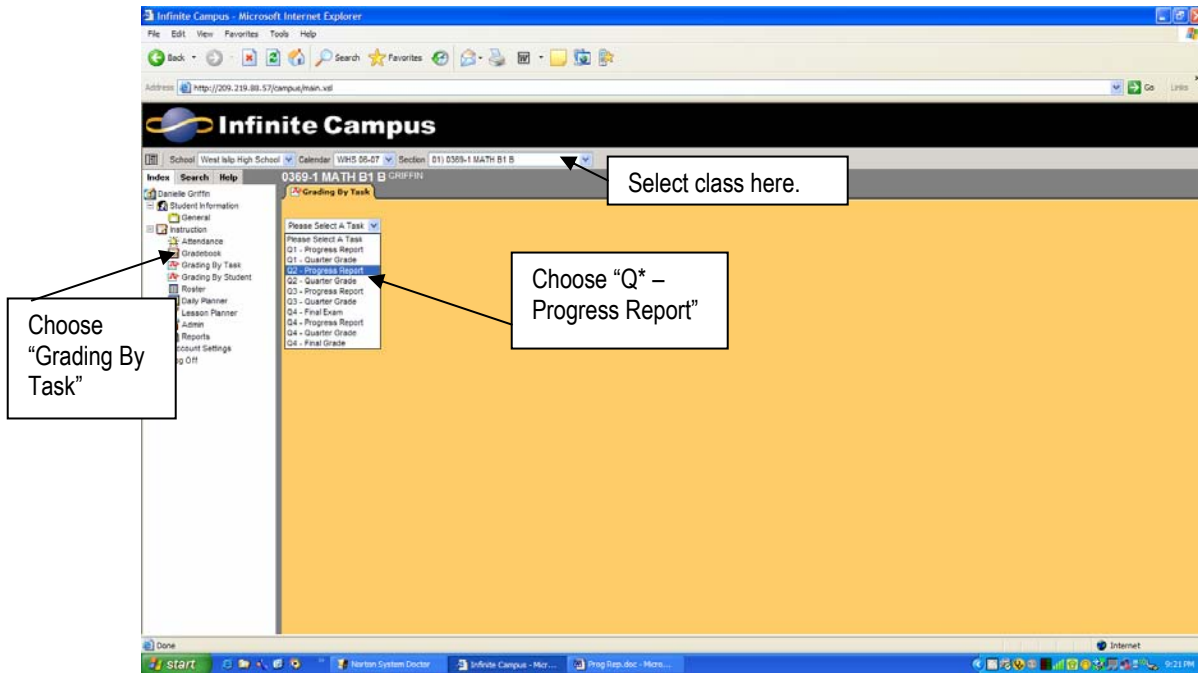 Infinite Campus - Microsoft Internet Explorer
File Edit View Favorites Tools Help
Back Search Favorites
Address http://209.219.88.57/campus/main.xsl Go Links
Infinite Campus
School West Islip High School Calendar WIHS 06-07 Section 01) 0369-1 MATH B1 B
Select class here.
Index Search Help
0369-1 MATH B1 B GRIFFIN
Grading By Task
Danielle Griffin
Student Information
General
Instruction
Attendance
Gradebook
Grading By Task
Grading By Student
Roster
Daily Planner
Lesson Planner
Admin
Reports
ccount Settings
g Off
Please Select A Task
Please Select A Task
Q1 - Progress Report
Q1 - Quarter Grade
Q2 - Progress Report
Q2 - Quarter Grade
Q3 - Progress Report
Q3 - Quarter Grade
Q4 - Final Exam
Q4 - Progress Report
Q4 - Quarter Grade
Q4 - Final Grade
Choose “Q* –
Progress Report”
Choose
“Grading By
Task”
Done
Internet
start Norton System Doctor Infinite Campus - Micr... Prog Rep.doc - Micro... 9:21 PM